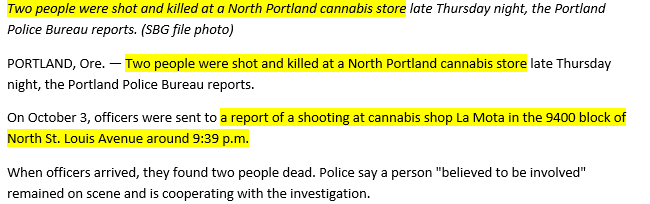 Two people were shot and killed at a North Portland cannabis store late Thursday night, the Portland
Police Bureau reports. (SBG file photo)
PORTLAND, Ore. — Two people were shot and killed at a North Portland cannabis store late Thursday
night, the Portland Police Bureau reports.
On October 3, officers were sent to a report of a shooting at cannabis shop La Mota in the 9400 block of
North St. Louis Avenue around 9:39 p.m.
When officers arrived, they found two people dead. Police say a person "believed to be involved"
remained on scene and is cooperating with the investigation.